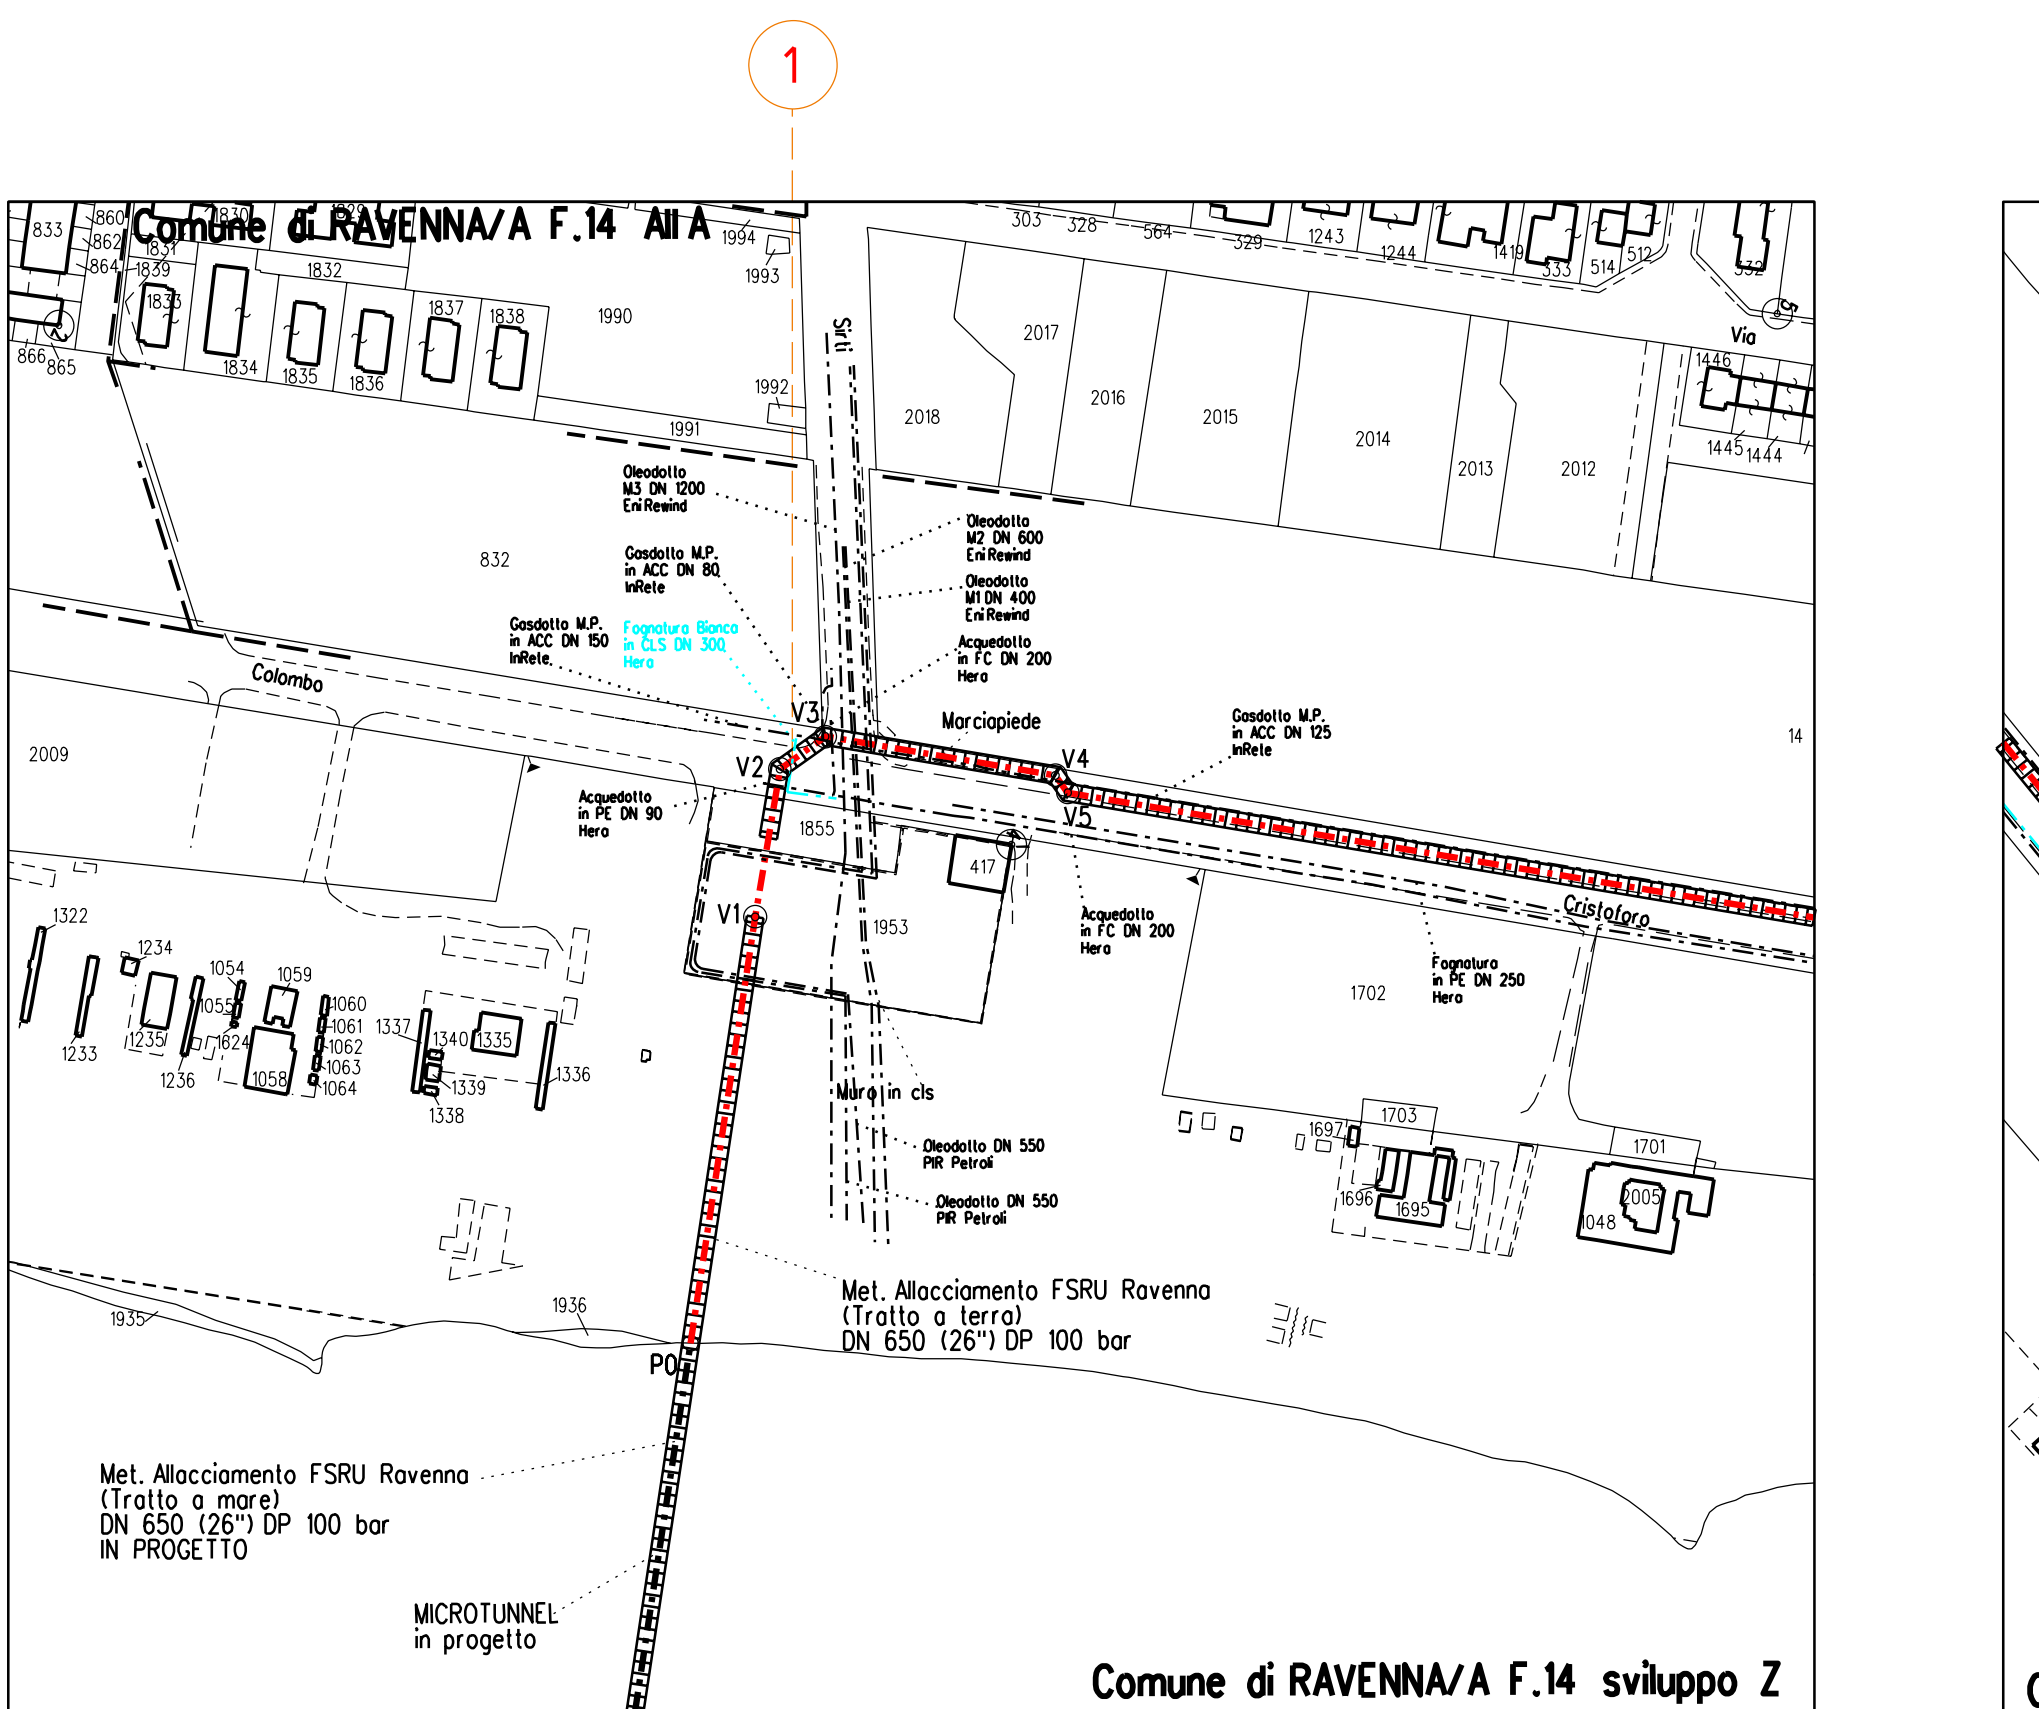 1
Comune di RAVENNA/A F.14 All A
833
860
862
864
1830
1831
1829
1839
1832
1833
1834
1835
1836
1837
1838
866
865
2
1990
1994
1993
1992
1991
Sirti
303
328
564
329
1243
1244
1419
333
514
512
332
5
Via
1446
1445
1444
2018
2017
2016
2015
2014
2013
2012
832
Oleodotto
M3 DN 1200
EniRewind
Gasdotto M.P.
in ACC DN 80
InRete
Gasdotto M.P.
in ACC DN 150
InRete
Fognatura Bianca
in CLS DN 300
Hera
Oleodotto
M2 DN 600
EniRewind
Oleodotto
M1 DN 400
EniRewind
Acquedotto
in FC DN 200
Hera
Colombo
2009
V3
V2
Marciapiede
V4
V5
Gasdotto M.P.
in ACC DN 125
InRete
14
Acquedotto
in PE DN 90
Hera
1855
417
V1
1953
Acquedotto
in FC DN 200
Hera
Cristoforo
Fognatura
in PE DN 250
Hera
1702
1322
1233
1234
1235
1236
1054
1055
1624
1059
1058
1060
1061
1062
1063
1064
1337
1340
1335
1339
1338
1336
Muro in cls
Oleodotto DN 550
PIR Petroli
Oleodotto DN 550
PIR Petroli
1697
1703
1696
1695
1701
2005
1048
1935
1936
Met. Allacciamento FSRU Ravenna
(Tratto a terra)
DN 650 (26") DP 100 bar
P0
Met. Allacciamento FSRU Ravenna
(Tratto a mare)
DN 650 (26") DP 100 bar
IN PROGETTO
MICROTUNNEL
in progetto
Comune di RAVENNA/A F.14 sviluppo Z